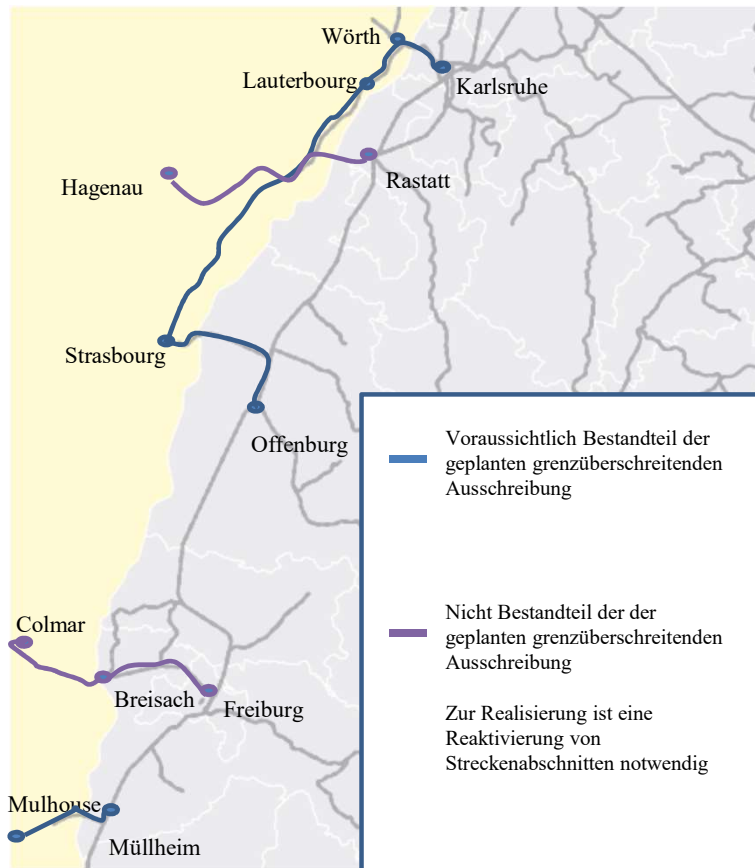 Wörth
Lauterbourg
Karlsruhe
Hagenau
Rastatt
Strasbourg
Offenburg
Colmar
Breisach
Freiburg
Mulhouse
Müllheim
Voraussichtlich Bestandteil der
geplanten grenzüberschreitenden
Ausschreibung
Nicht Bestandteil der der
geplanten grenzüberschreitenden
Ausschreibung
Zur Realisierung ist eine
Reaktivierung von
Streckenabschnitten notwendig